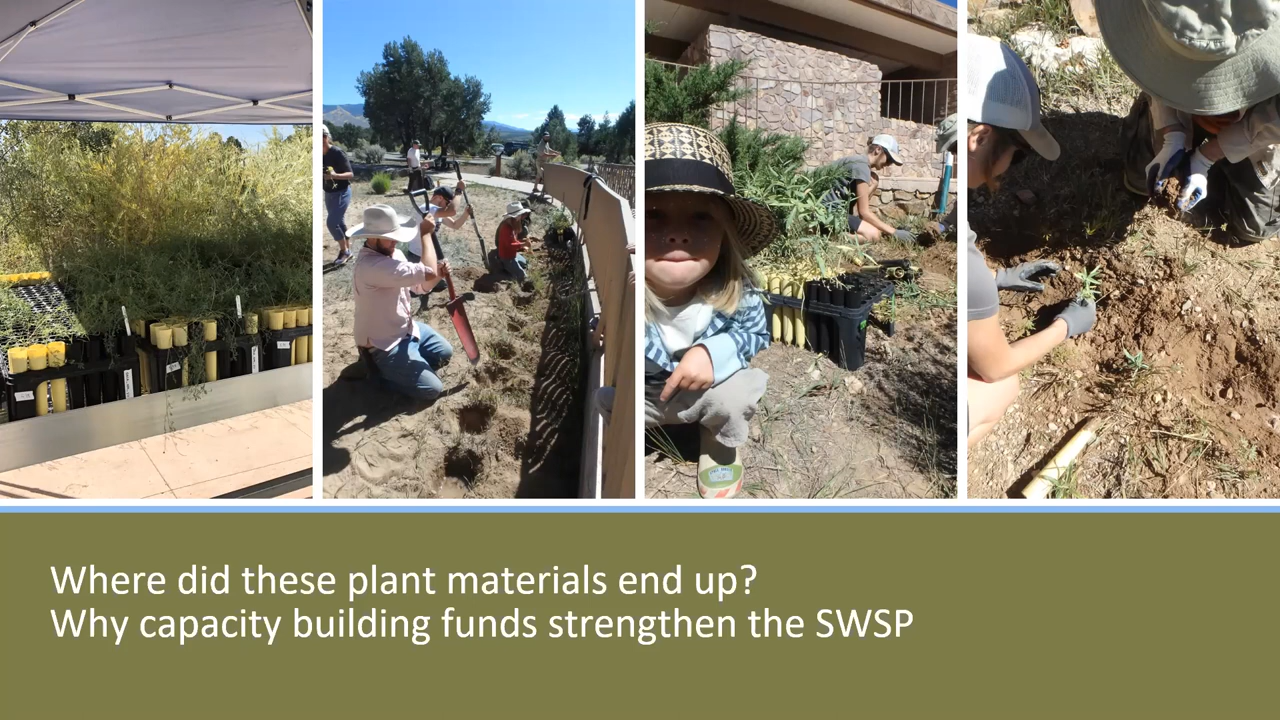 Where did these plant materials end up?
Why capacity building funds strengthen the SWSP